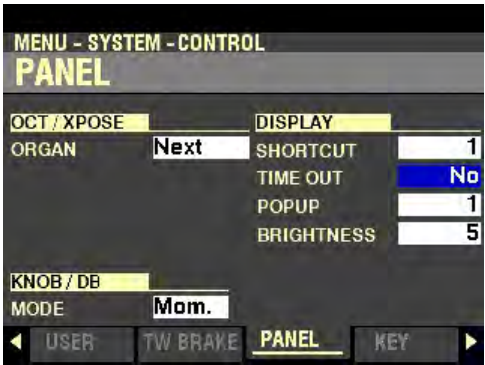 MENU - SYSTEM - CONTROL
PANEL
OCT / XPOSE
ORGAN Next
DISPLAY
SHORTCUT 1
TIME OUT No
POPUP 1
BRIGHTNESS 5
KNOB / DB
MODE Mom.
USER TW BRAKE PANEL KEY